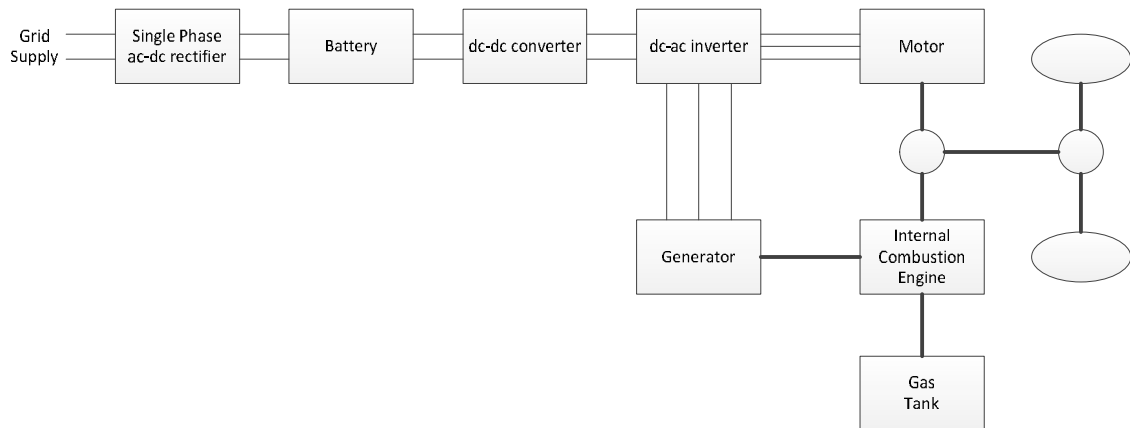 Grid
Supply
Single Phase
ac-dc rectifier
Battery
dc-dc converter
dc-ac inverter
Motor
Generator
Internal
Combustion
Engine
Gas
Tank